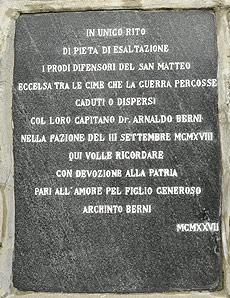 IN UNICO RITO
DI PIETA DI ESALTAZIONE
I PRODI DIFENSORI DEL SAN MATTEO
ECCELSA TRA LE CIME CHE LA GUERRA PERCOSSE
CADUTI O DISPERSI
COL LORO CAPITANO Dr. ARNALDO BERNI
NELLA FAZIONE DEL III SETTEMBRE MCMXVIII
QUI VOLLE RICORDARE
CON DEVOZIONE ALLA PATRIA
PARI ALL'AMORE PEL FIGLIO GENEROSO
ARCHINTO BERNI
MCMXXVII